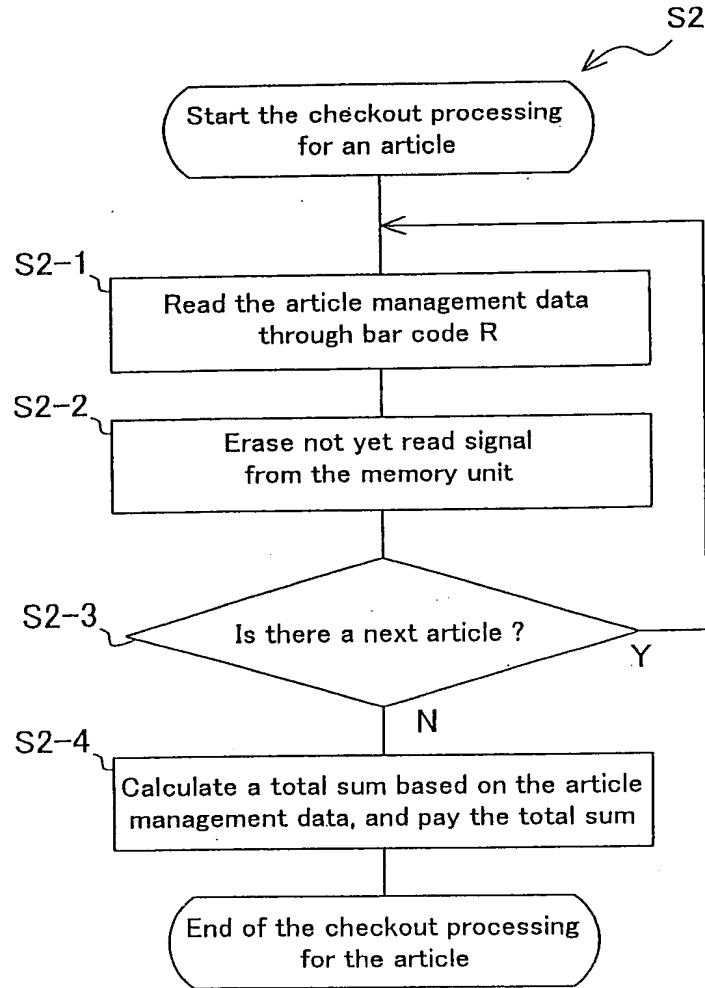 S2
Start the checkout processing
for an article
S2-1
Read the article management data
through bar code R
S2-2
Erase not yet read signal
from the memory unit
S2-3
Is there a next article ?
Y
N
S2-4
Calculate a total sum based on the article
management data, and pay the total sum
End of the checkout processing
for the article